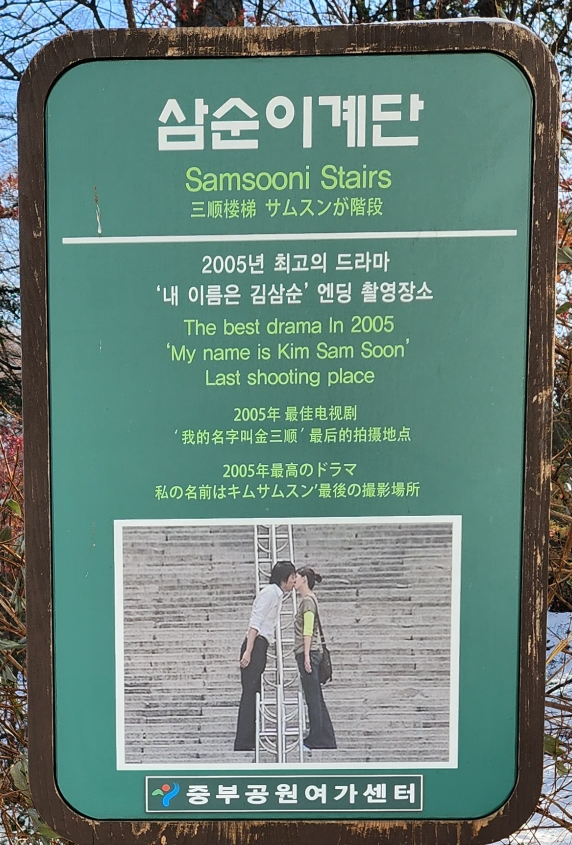 삼순이계단
Samsooni Stairs
三顺楼梯 サムスンが階段
2005년 최고의 드라마
‘내 이름은 김삼순’ 엔딩 촬영장소
The best drama In 2005
‘My name is Kim Sam Soon’
Last shooting place
2005年 最佳电视剧
‘我的名字叫金三顺’最后的拍摄地点
2005年最高のドラマ
私の名前はキムサムスン’最後の撮影場所
중부공원여가센터